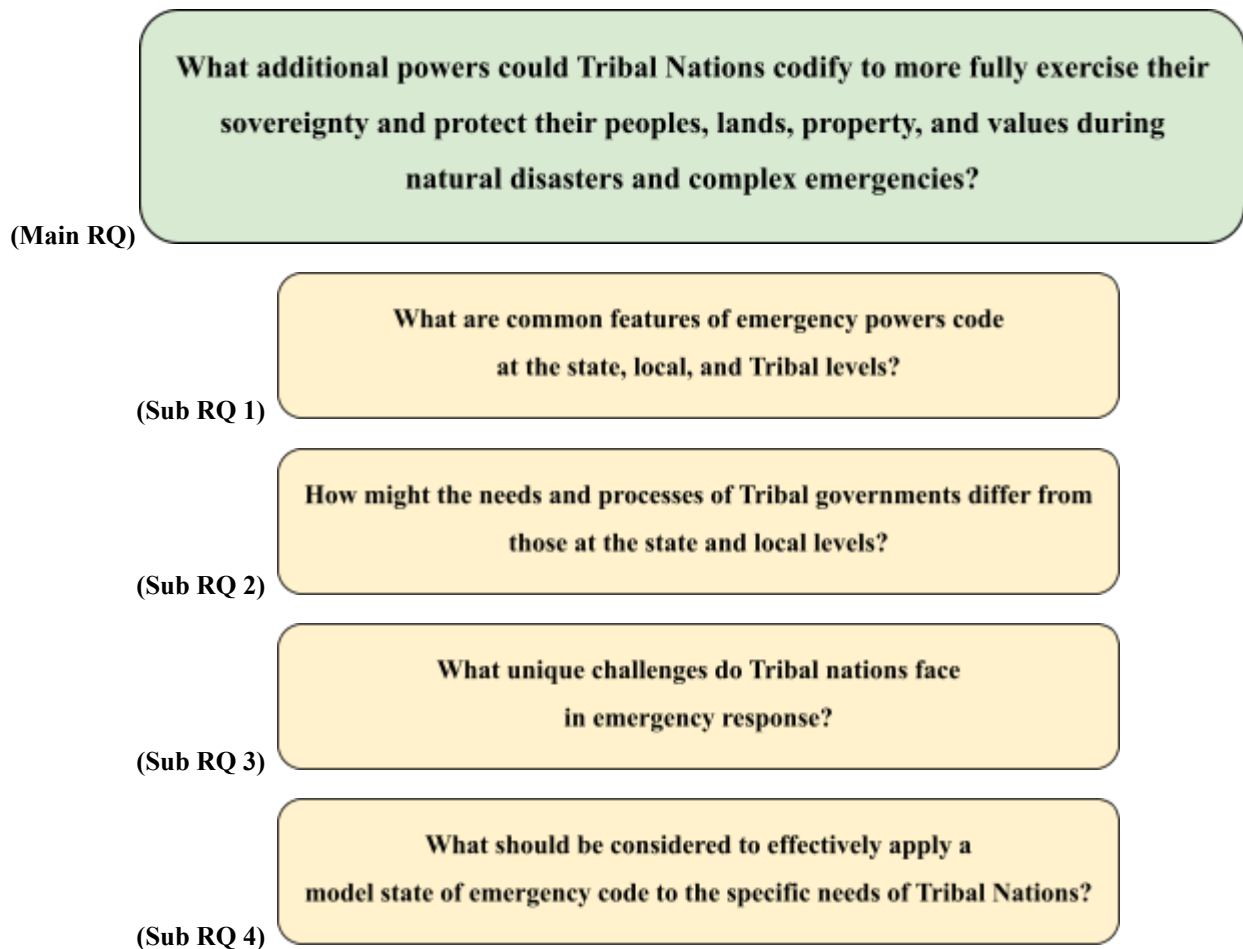 What additional powers could Tribal Nations codify to more fully exercise their
sovereignty and protect their peoples, lands, property, and values during
natural disasters and complex emergencies?
(Main RQ)
What are common features of emergency powers code
at the state, local, and Tribal levels?
(Sub RQ 1)
How might the needs and processes of Tribal governments differ from
those at the state and local levels?
(Sub RQ 2)
What unique challenges do Tribal nations face
in emergency response?
(Sub RQ 3)
What should be considered to effectively apply a
model state of emergency code to the specific needs of Tribal Nations?
(Sub RQ 4)